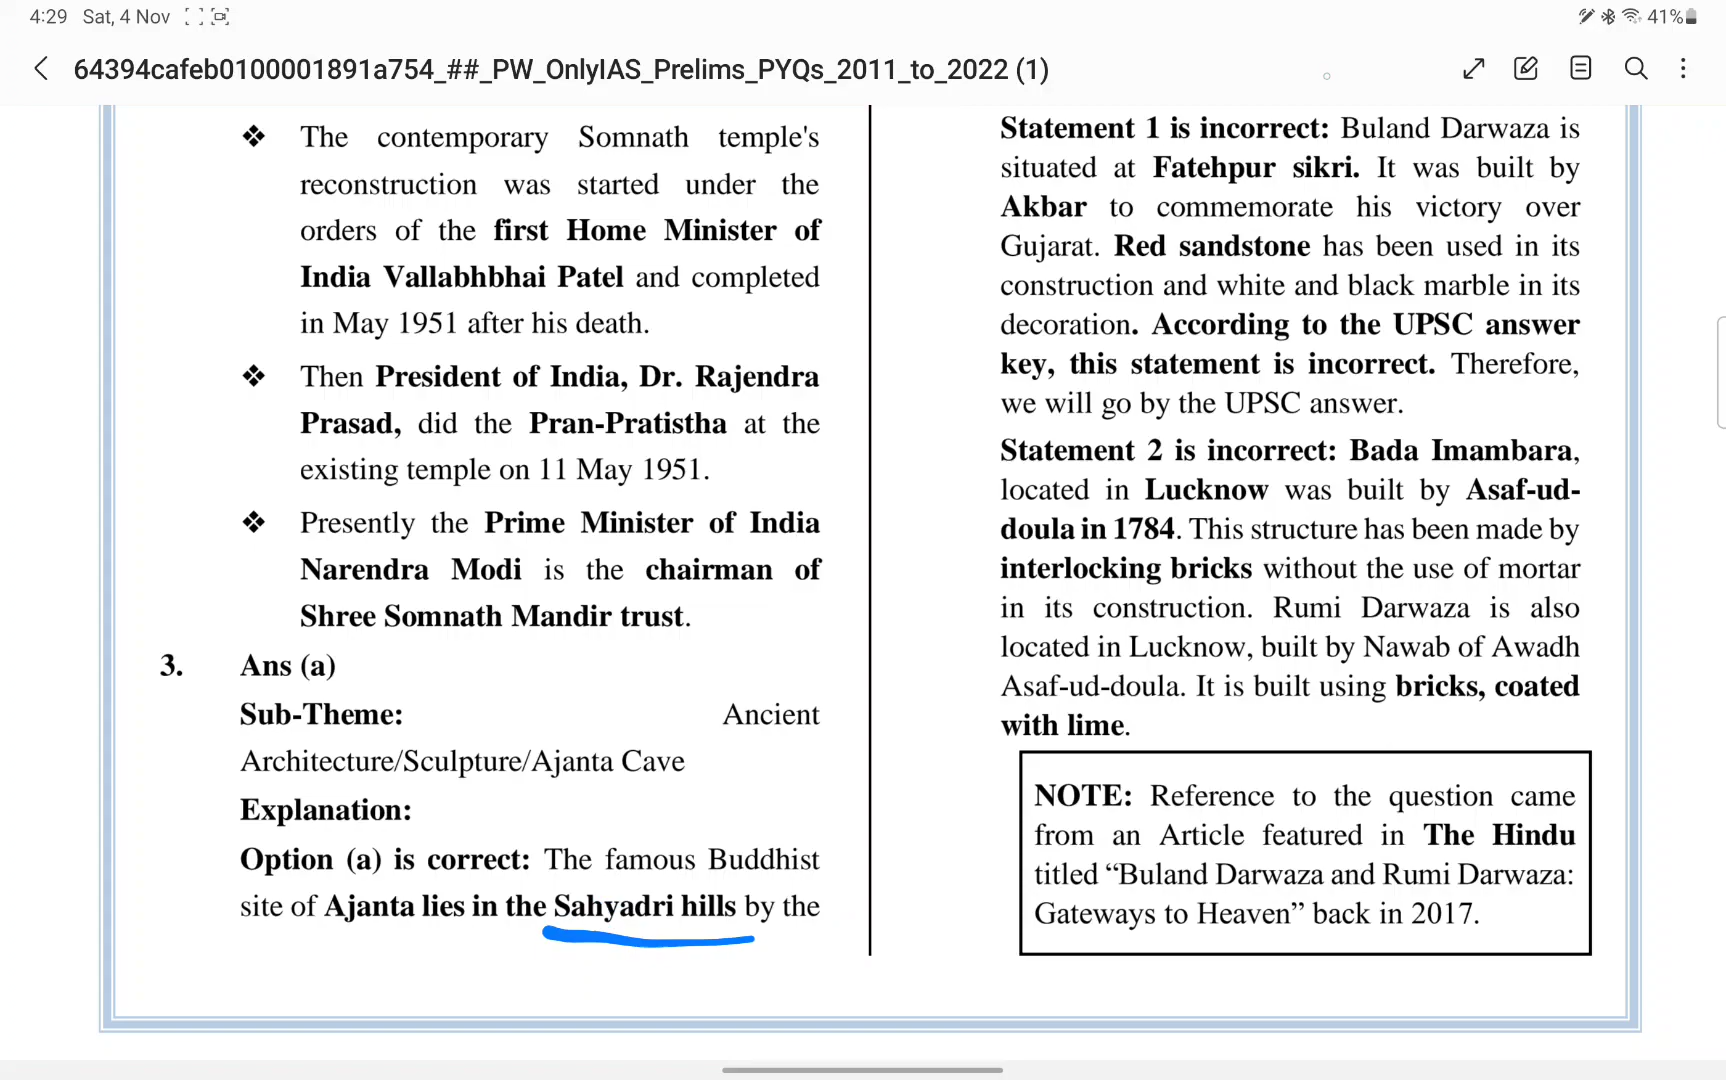 4:29 Sat, 4 Nov
41%
64394cafeb0100001891a754_##_PW_OnlyIAS_Prelims_PYQs_2011_to_2022 (1)
❖ The contemporary Somnath temple's
reconstruction was started under the
orders of the first Home Minister of
India Vallabhbhai Patel and completed
in May 1951 after his death.
❖ Then President of India, Dr. Rajendra
Prasad, did the Pran-Pratistha at the
existing temple on 11 May 1951.
❖ Presently the Prime Minister of India
Narendra Modi is the chairman of
Shree Somnath Mandir trust.
3. Ans (a)
Sub-Theme: Ancient
Architecture/Sculpture/Ajanta Cave
Explanation:
Option (a) is correct: The famous Buddhist
site of Ajanta lies in the Sahyadri hills by the
Statement 1 is incorrect: Buland Darwaza is
situated at Fatehpur sikri. It was built by
Akbar to commemorate his victory over
Gujarat. Red sandstone has been used in its
construction and white and black marble in its
decoration. According to the UPSC answer
key, this statement is incorrect. Therefore,
we will go by the UPSC answer.
Statement 2 is incorrect: Bada Imambara,
located in Lucknow was built by Asaf-ud-
doula in 1784. This structure has been made by
interlocking bricks without the use of mortar
in its construction. Rumi Darwaza is also
located in Lucknow, built by Nawab of Awadh
Asaf-ud-doula. It is built using bricks, coated
with lime.
NOTE: Reference to the question came
from an Article featured in The Hindu
titled “Buland Darwaza and Rumi Darwaza:
Gateways to Heaven” back in 2017.